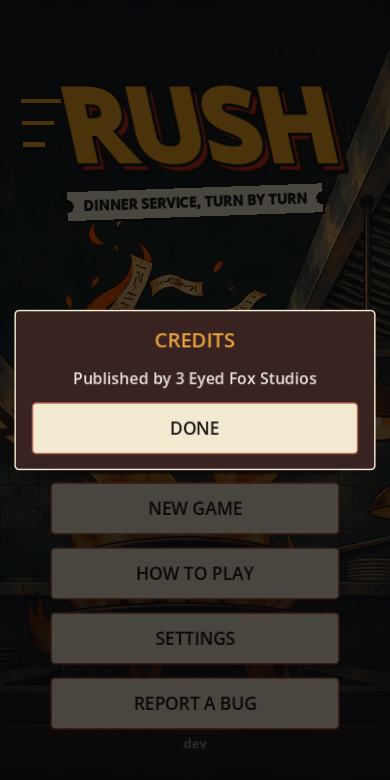 RUSH
DINNER SERVICE, TURN BY TURN
CREDITS
Published by 3 Eyed Fox Studios
DONE
NEW GAME
HOW TO PLAY
SETTINGS
REPORT A BUG
dev